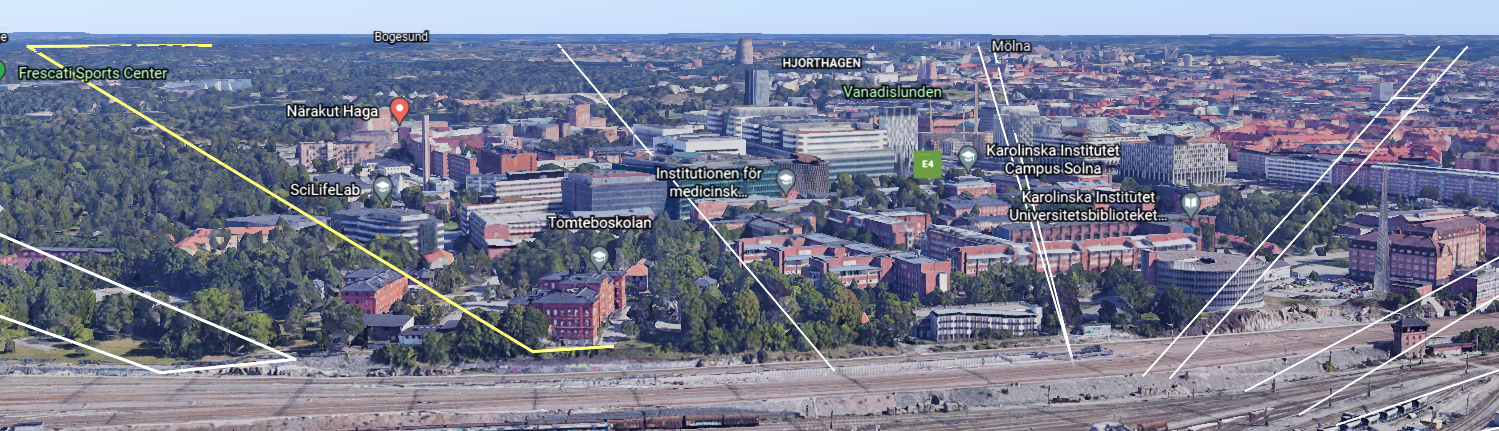 e
Bogesund
Mölna
HJORTHAGEN
Frescati Sports Center
Vanadislunden
Närakut Haga
E4
Karolinska Institutet
Campus Solna
Institutionen för
medicinsk...
SciLifeLab
Karolinska Institutet
Universitetsbiblioteket...
Tomteboskolan